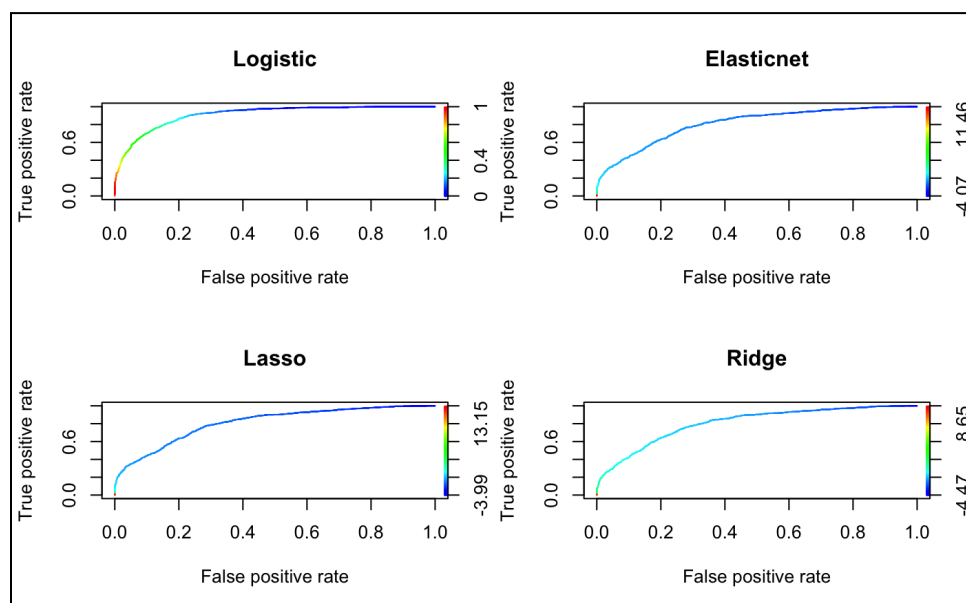 Logistic
True positive rate
0.0 0.6
0 0.4 1
0.0 0.2 0.4 0.6 0.8 1.0
False positive rate
Elasticnet
True positive rate
0.0 0.6
-4.07 11.46
0.0 0.2 0.4 0.6 0.8 1.0
False positive rate
Lasso
True positive rate
0.0 0.6
-3.99 13.15
0.0 0.2 0.4 0.6 0.8 1.0
False positive rate
Ridge
True positive rate
0.0 0.6
-4.47 8.65
0.0 0.2 0.4 0.6 0.8 1.0
False positive rate